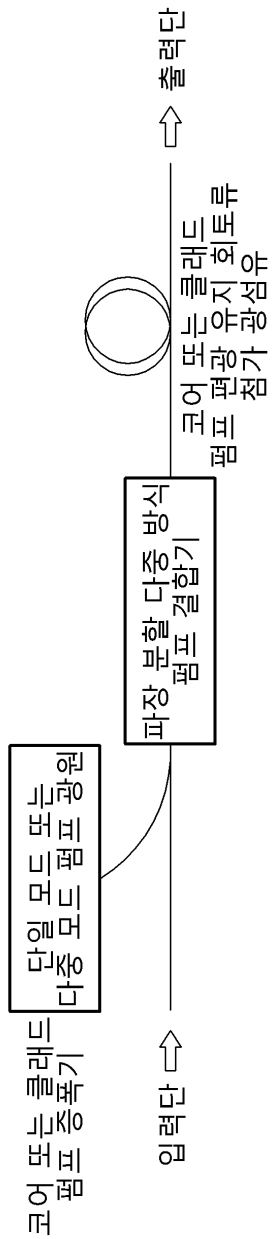 코어 또는 클래드
펌프 증폭기
단일 모드 또는
다중 모드 펌프 광원
입력단
파장 분할 다중 방식
펌프 결합기
코어 또는 클래드
펌프 편광 유지 희토류
첨가 광섬유
출력단